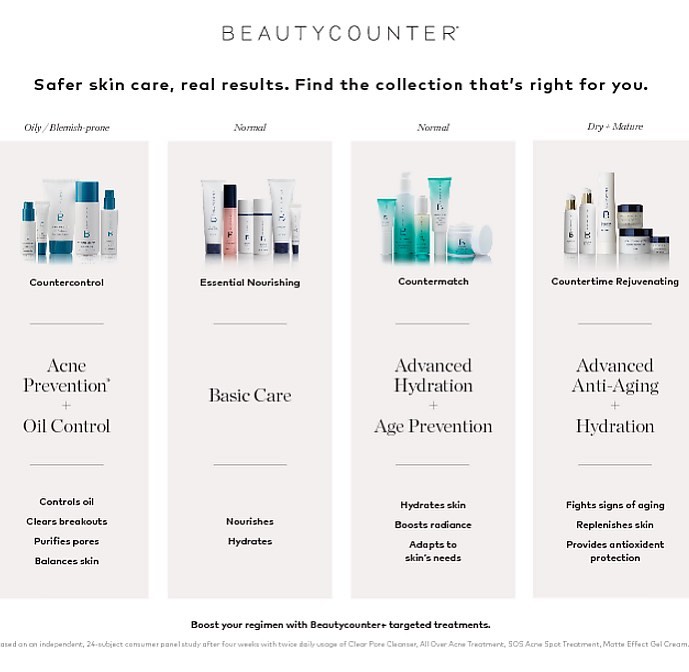 BEAUTYCOUNTER
Safer skin care, real results. Find the collection that's right for you.
Oily / Blemish-prone
Normal
Normal
Dry + Mature
Countercontrol
Essential Nourishing
Countermatch
Countertime Rejuvenating
Acne
Prevention*
+
Oil Control
Basic Care
Advanced
Hydration
+
Age Prevention
Advanced
Anti-Aging
+
Hydration
Controls oil
Clears breakouts
Purifies pores
Balances skin
Nourishes
Hydrates
Hydrates skin
Boosts radiance
Adapts to
skin's needs
Fights signs of aging
Replenishes skin
Provides antioxident
protection
Boost your regimen with Beautycounter+ targeted treatments.
ased on an independent, 24-subject consumer panel study after four weeks with twice daily usage of Clear Pore Cleanser, All Over Acne Treatment, SOS Acne Spot Treatment, Matte Effect Gel Cream.